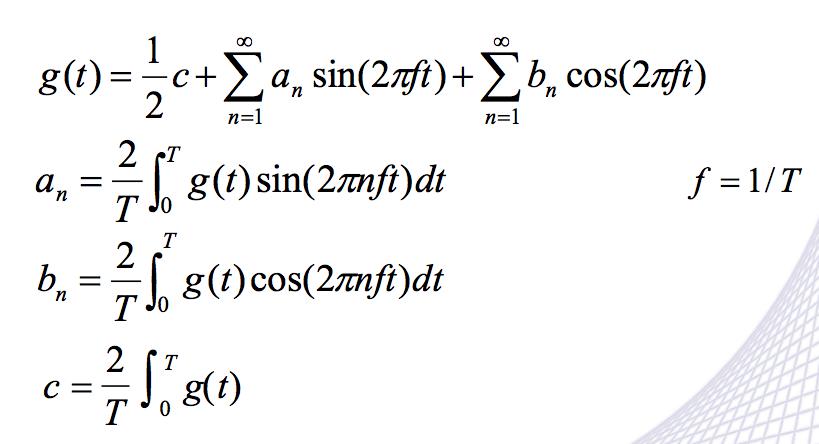 g(t) = 1/2 c + ∑_{n=1}^{∞} a_n sin(2πft) + ∑_{n=1}^{∞} b_n cos(2πft)
a_n = 2/T ∫_0^T g(t) sin(2πnft)dt f = 1/T
b_n = 2/T ∫_0^T g(t) cos(2πnft)dt
c = 2/T ∫_0^T g(t)